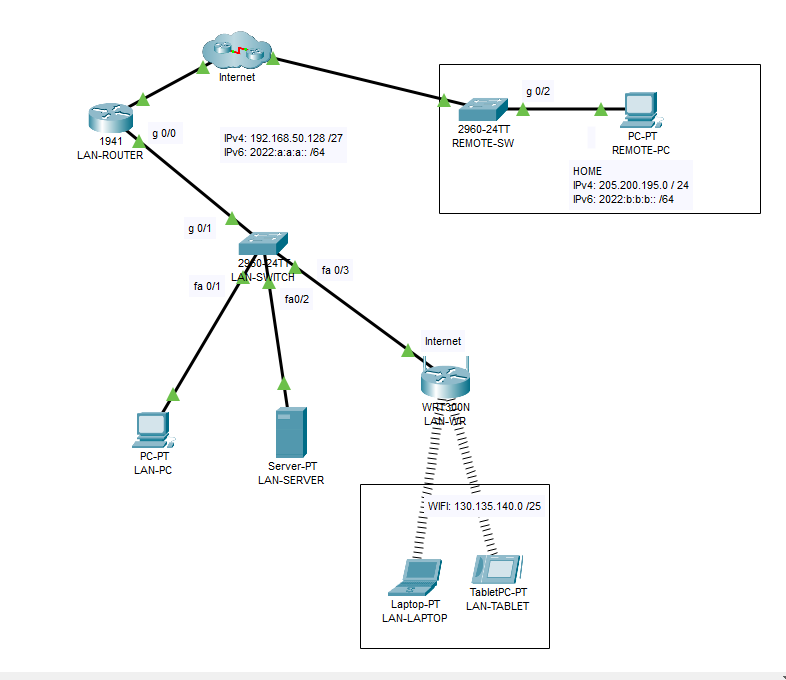 Internet
g 0/2
2960-24TT
REMOTE-SW
PC-PT
REMOTE-PC
HOME
IPv4: 205.200.195.0 / 24
IPv6: 2022:b:b:b:: /64
1941
LAN-ROUTER
g 0/0
IPv4: 192.168.50.128 /27
IPv6: 2022:a:a:a:: /64
g 0/1
2960-24TT
LAN-SWITCH
fa 0/1
fa0/2
fa 0/3
Internet
WRT300N
LAN-WR
PC-PT
LAN-PC
Server-PT
LAN-SERVER
WIFI: 130.135.140.0 /25
Laptop-PT
LAN-LAPTOP
TabletPC-PT
LAN-TABLET